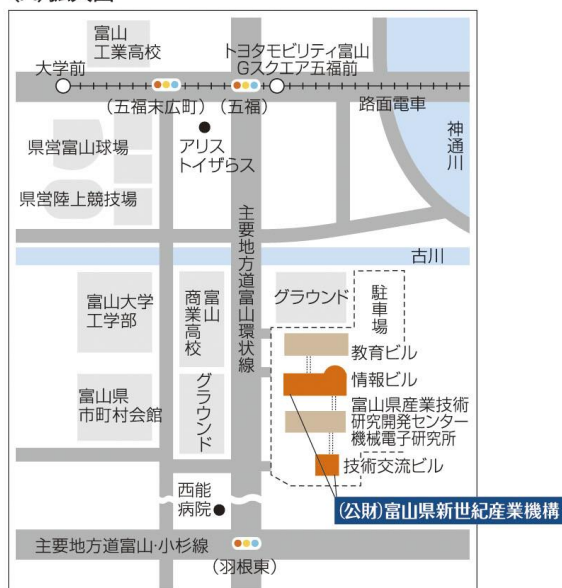 富山
工業高校
大学前
トヨタモビリティ富山
Gスクエア五福前
(五福末広町)
(五福)
路面電車
神通川
アリス
トイザらス
県営富山球場
県営陸上競技場
主要地方道富山環状線
古川
富山大学
工学部
富山
商業高校
グラウンド
駐車場
教育ビル
情報ビル
富山県
市町村会館
グラウンド
富山県産業技術
研究開発センター
機械電子研究所
技術交流ビル
西能
病院
(公財)富山県新世紀産業機構
主要地方道富山・小杉線
(羽根東)